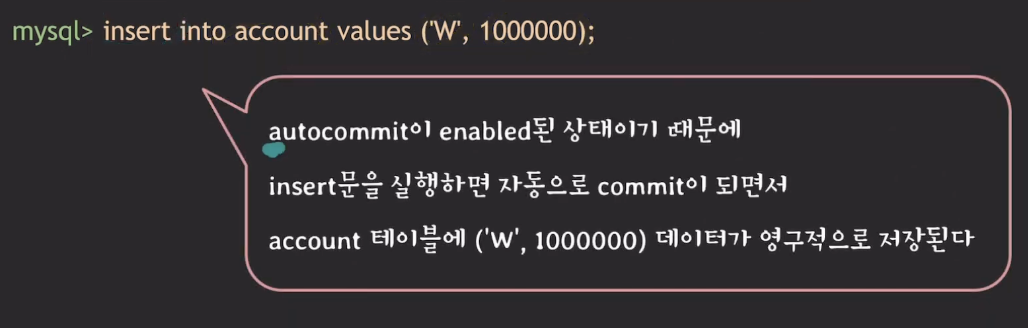 mysql> insert into account values ('W', 1000000);
autocommit이 enabled된 상태이기 때문에
insert문을 실행하면 자동으로 commit이 되면서
account 테이블에 ('W', 1000000) 데이터가 영구적으로 저장된다